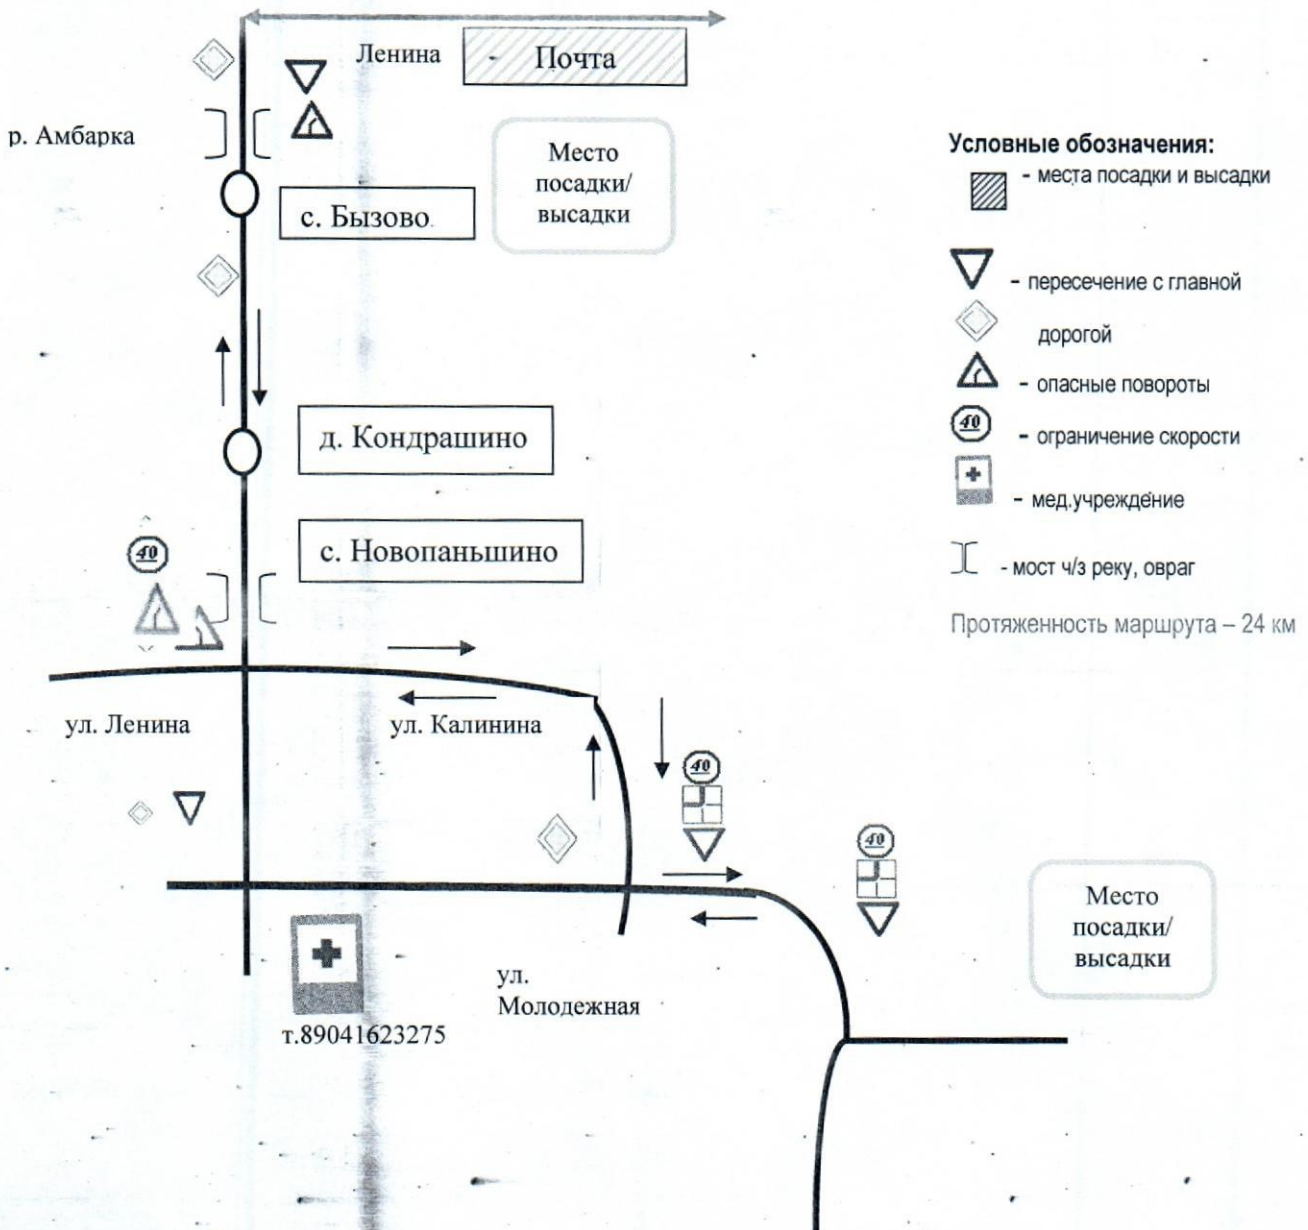 Ленина
Почта
р. Амбарка
Место
посадки/
высадки
с. Бызово
д. Кондрашино
с. Новопаньшино
40
ул. Ленина
ул. Калинина
40
40
Место
посадки/
высадки
ул.
Молодежная
т.89041623275
Условные обозначения:
- места посадки и высадки
- пересечение с главной
дорогой
- опасные повороты
40
- ограничение скорости
- мед.учреждение
- мост ч/з реку, овраг
Протяженность маршрута – 24 км